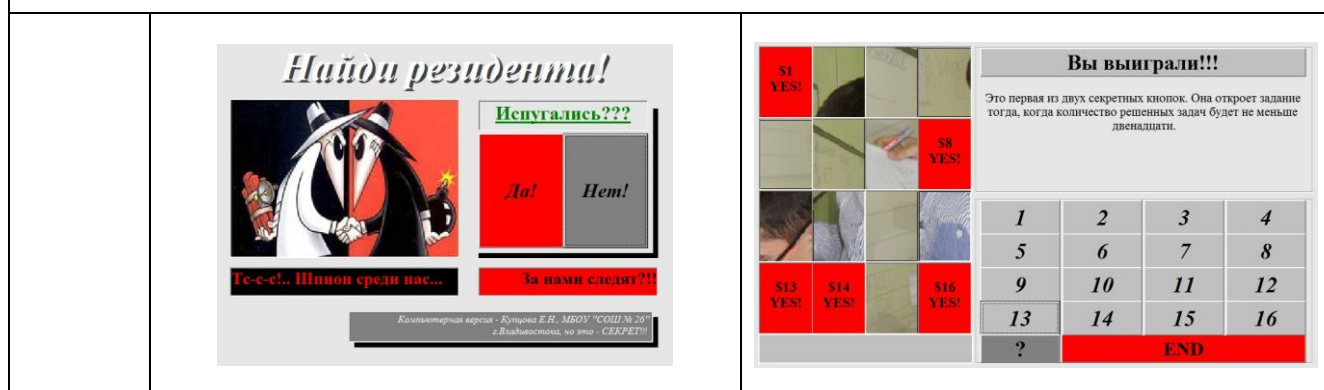 Найди резидента!
Испугались???
Да!
Нет!
Тс-с-с!.. Шпион среди нас...
За нами следят?!!
Компьютерная версия - Купцова Е.Н., МБОУ "СОШ № 26"
г.Владивостока, но это - СЕКРЕТ!!!
$1
YES!
$8
YES!
$13
YES!
$14
YES!
$16
YES!
Вы выиграли!!!
Это первая из двух секретных кнопок. Она откроет задание
тогда, когда количество решенных задач будет не меньше
двенадцати.
1 2 3 4
5 6 7 8
9 10 11 12
13 14 15 16
? END